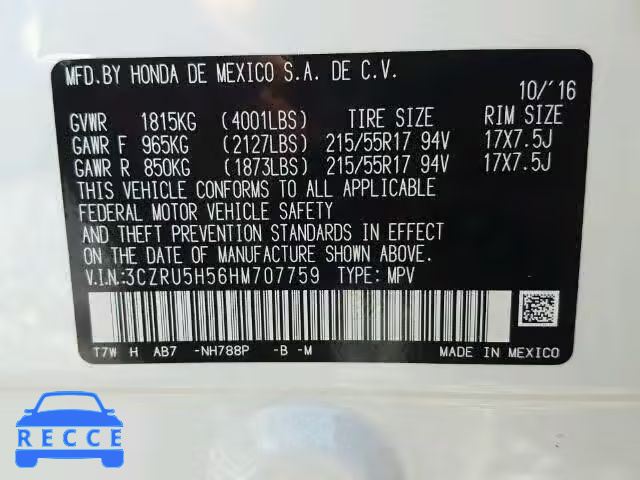 MFD.BY HONDA DE MEXICO S.A. DE C.V.
10/'16
GVWR 1815KG (4001LBS) TIRE SIZE RIM SIZE
GAWR F 965KG (2127LBS) 215/55R17 94V 17X7.5J
GAWR R 850KG (1873LBS) 215/55R17 94V 17X7.5J
THIS VEHICLE CONFORMS TO ALL APPLICABLE
FEDERAL MOTOR VEHICLE SAFETY
AND THEFT PREVENTION STANDARDS IN EFFECT
ON THE DATE OF MANUFACTURE SHOWN ABOVE.
V.I.N.:3CZRU5H56HM707759 TYPE: MPV
T7W H AB7 -NH788P -B -M MADE IN MEXICO
RECCE